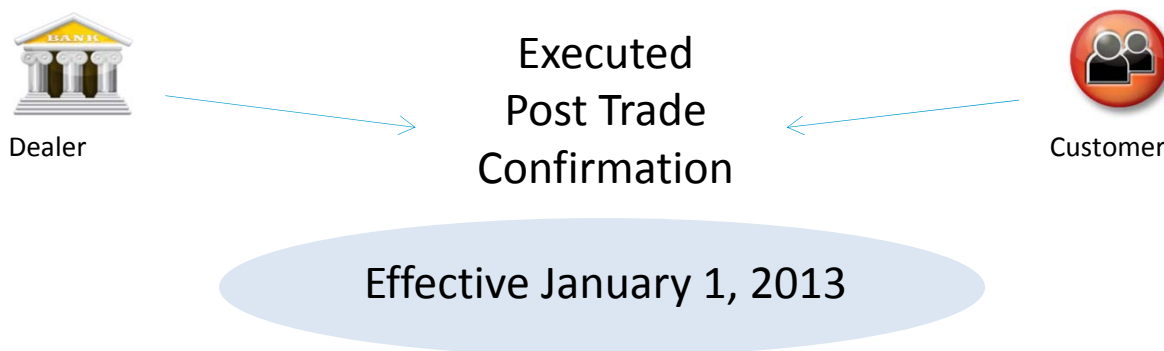 BANK
Executed
Post Trade
Confirmation
Dealer
Customer
Effective January 1, 2013